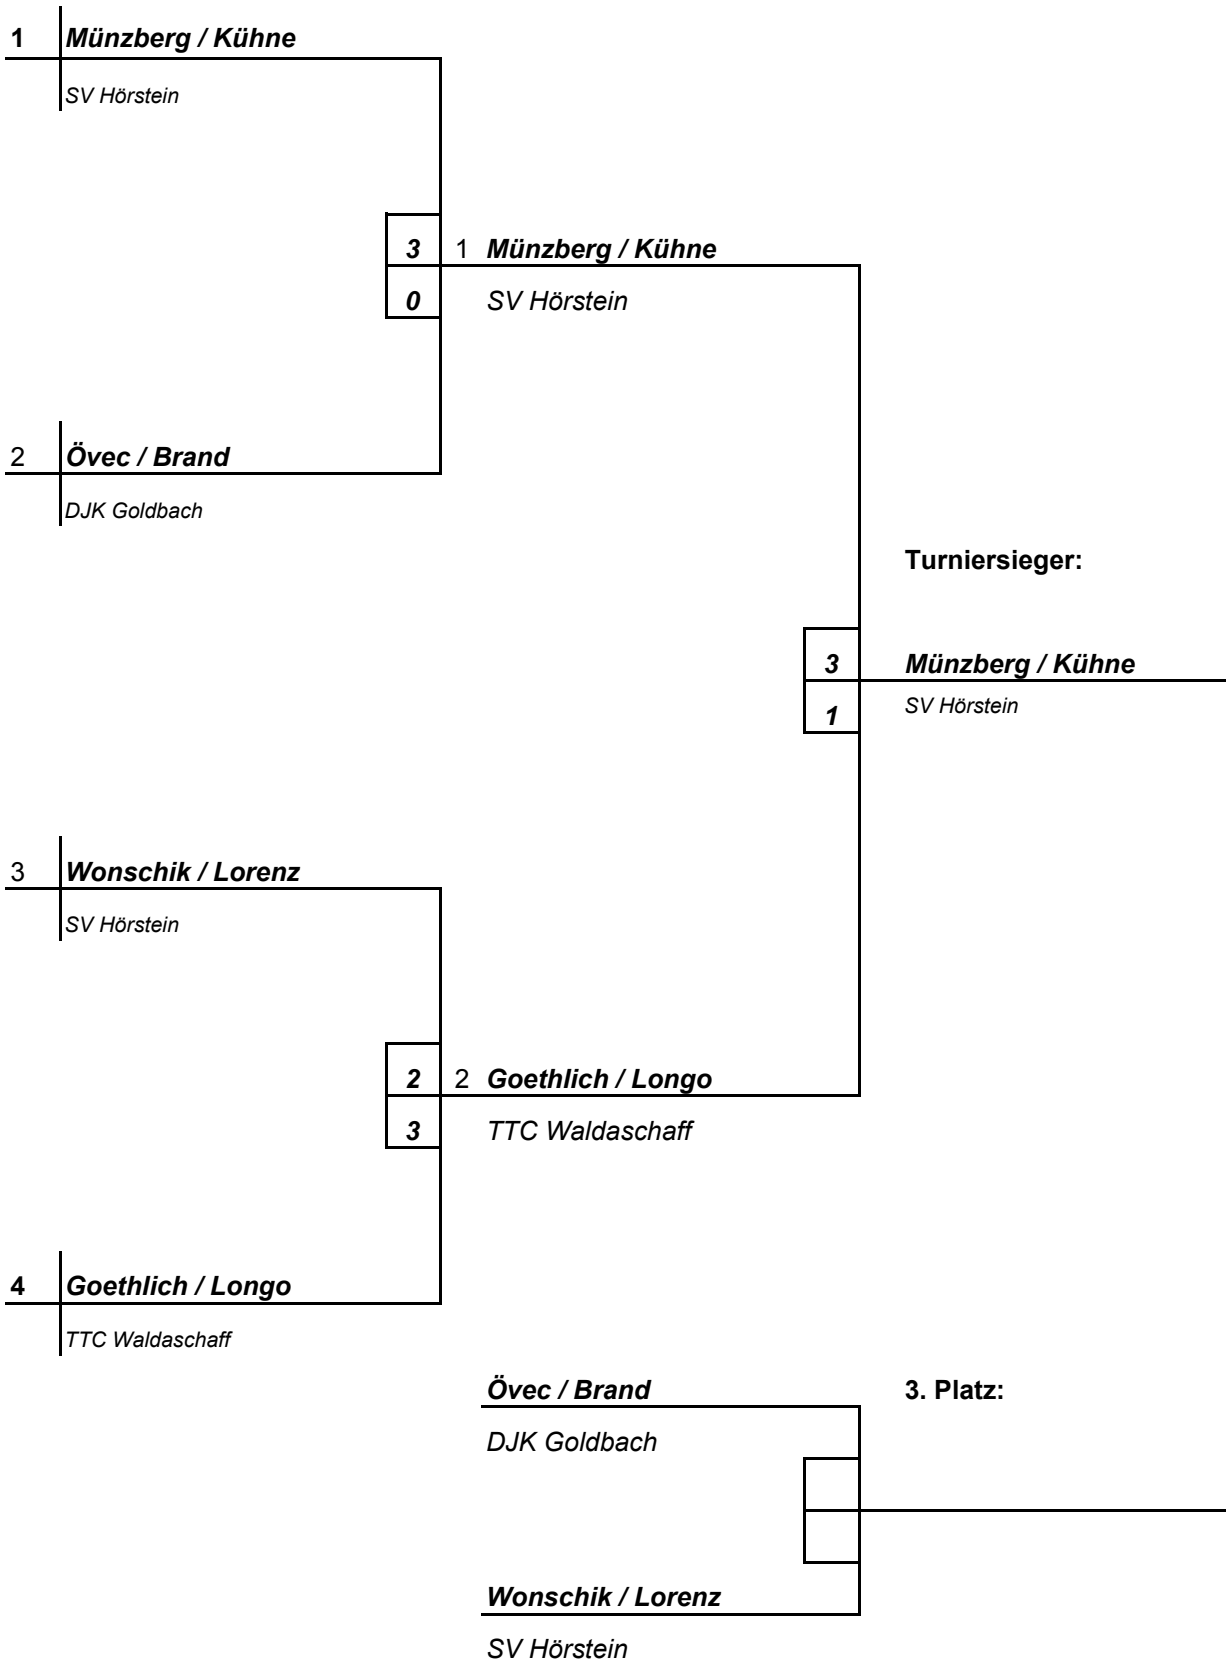 1 Münzberg / Kühne
SV Hörstein
3 1 Münzberg / Kühne
0 SV Hörstein
2 Övec / Brand
DJK Goldbach
Turniersieger:
3 Münzberg / Kühne
1 SV Hörstein
3 Wonschik / Lorenz
SV Hörstein
2 2 Goethlich / Longo
3 TTC Waldaschaff
4 Goethlich / Longo
TTC Waldaschaff
Övec / Brand 3. Platz:
DJK Goldbach
Wonschik / Lorenz
SV Hörstein